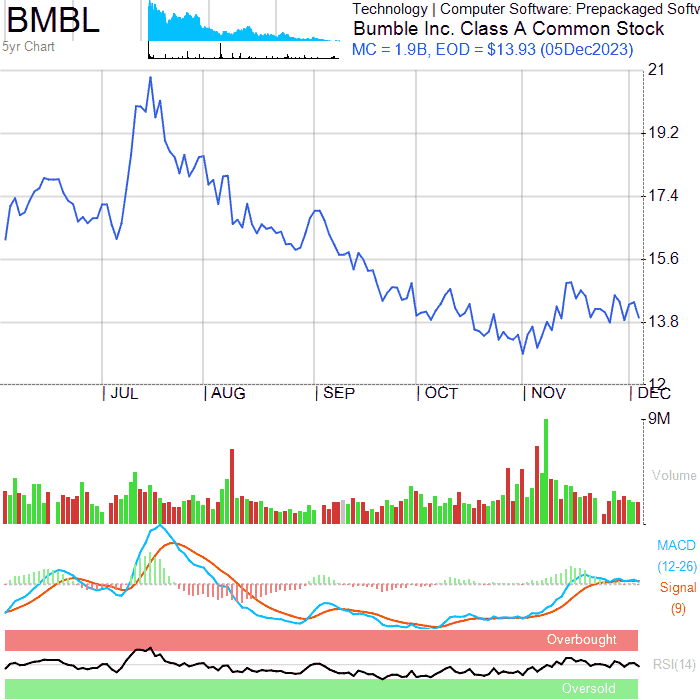 BMBL
5yr Chart
Technology | Computer Software: Prepackaged Softw
Bumble Inc. Class A Common Stock
MC = 1.9B, EOD = $13.93 (05Dec2023)
21
19.2
17.4
15.6
13.8
12
JUL AUG SEP OCT NOV DEC
9M
Volume
MACD
(12-26)
Signal
(9)
Overbought
RSI(14)
Oversold